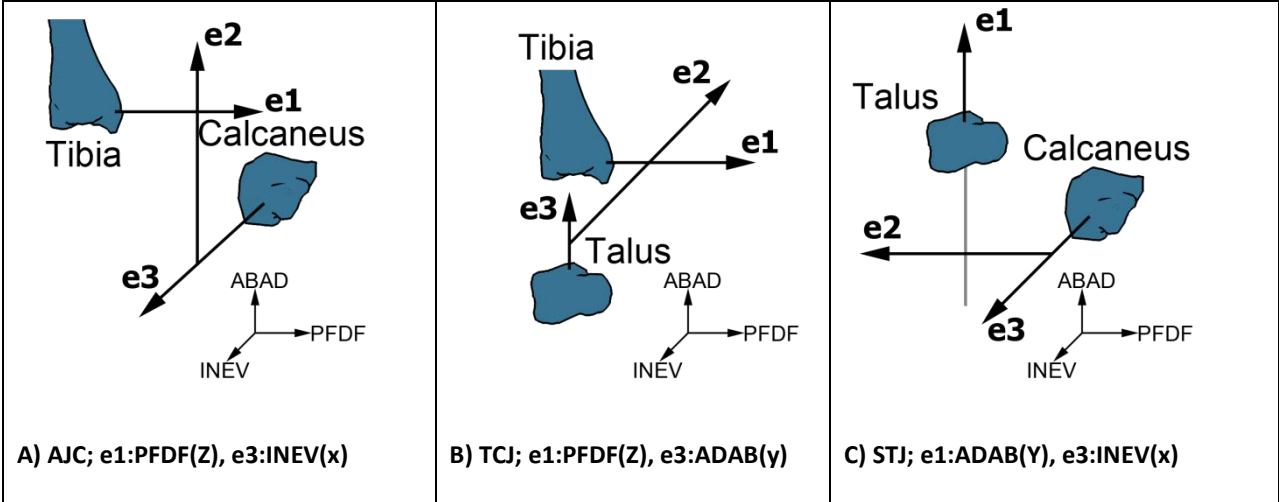 e2
e1
Tibia
Calcaneus
e3
ABAD
PFDF
INEV
A) AJC; e1:PFDF(Z), e3:INEV(x)
Tibia
e2
e1
e3
Talus
ABAD
PFDF
INEV
B) TCJ; e1:PFDF(Z), e3:ADAB(y)
e1
Talus
Calcaneus
e2
ABAD
e3
PFDF
INEV
C) STJ; e1:ADAB(Y), e3:INEV(x)